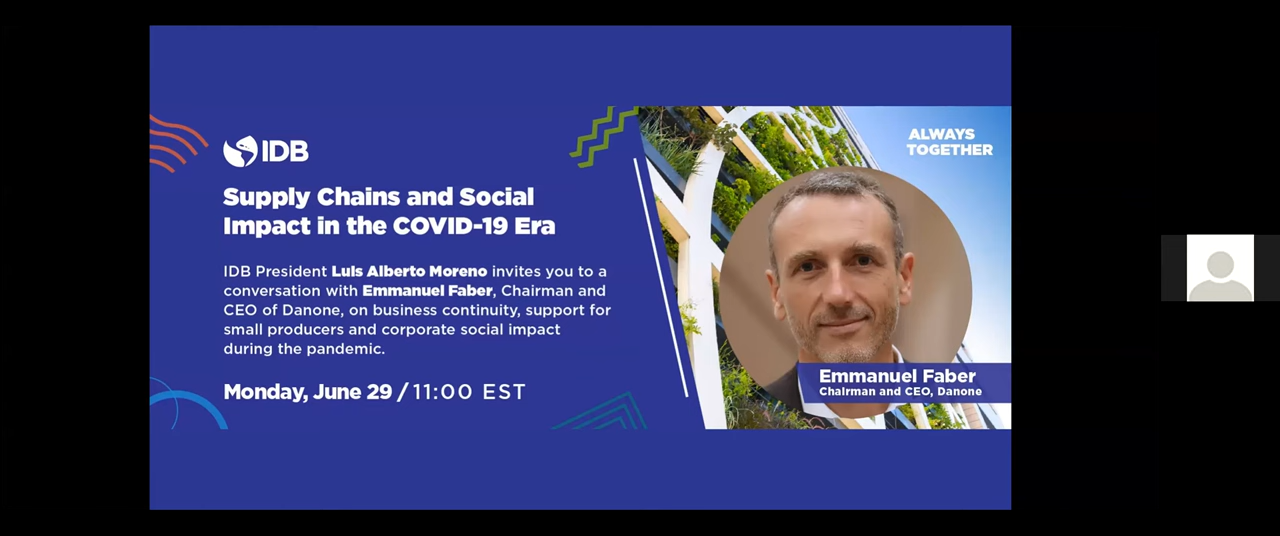 IDB
Supply Chains and Social
Impact in the COVID-19 Era
IDB President Luis Alberto Moreno invites you to a
conversation with Emmanuel Faber, Chairman and
CEO of Danone, on business continuity, support for
small producers and corporate social impact
during the pandemic.
Monday, June 29 / 11:00 EST
ALWAYS
TOGETHER
Emmanuel Faber
Chairman and CEO, Danone